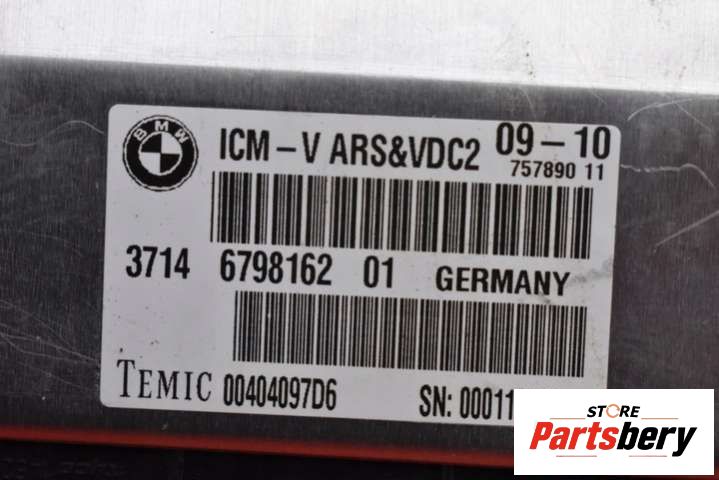 BMW
ICM-V ARS&VDC2 09-10
757890 11
3714 6798162 01 GERMANY
TEMIC 00404097D6 SN: 00011
STORE
Partsbery